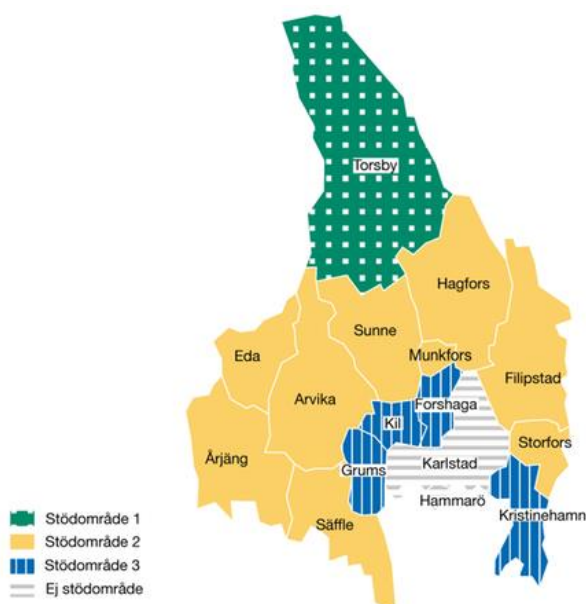 Torsby
Hagfors
Sunne
Munkfors
Eda
Filipstad
Arvika
Forshaga
Kil
Storfors
Årjäng
Grums
Karlstad
Hammarö
Kristinehamn
Säffle
Stödområde 1
Stödområde 2
Stödområde 3
Ej stödområde